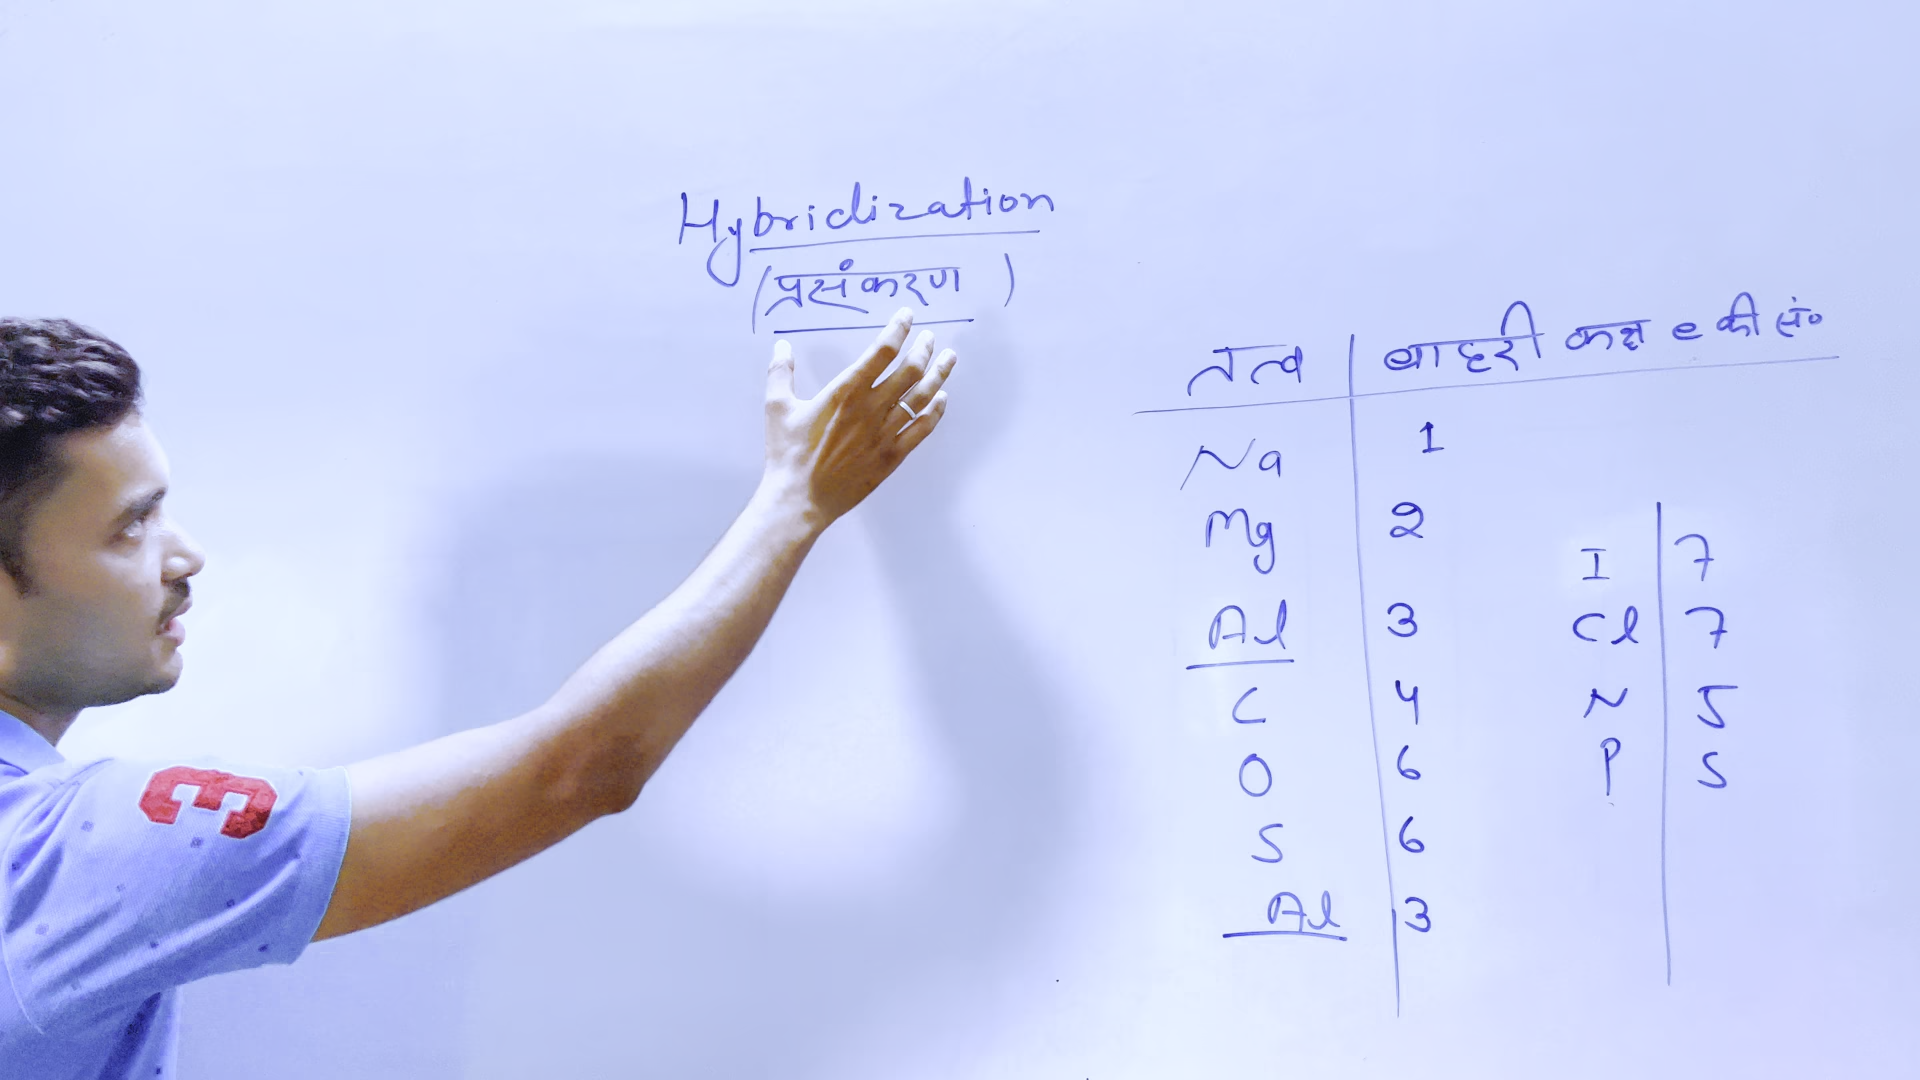 Hybridization
(प्रसंकरण)
तत्व बाहरी कक्ष e की सं०
Na 1
Mg 2
Al 3
C 4
O 6
S 6
Al 3
I 7
Cl 7
N 5
P 5
3